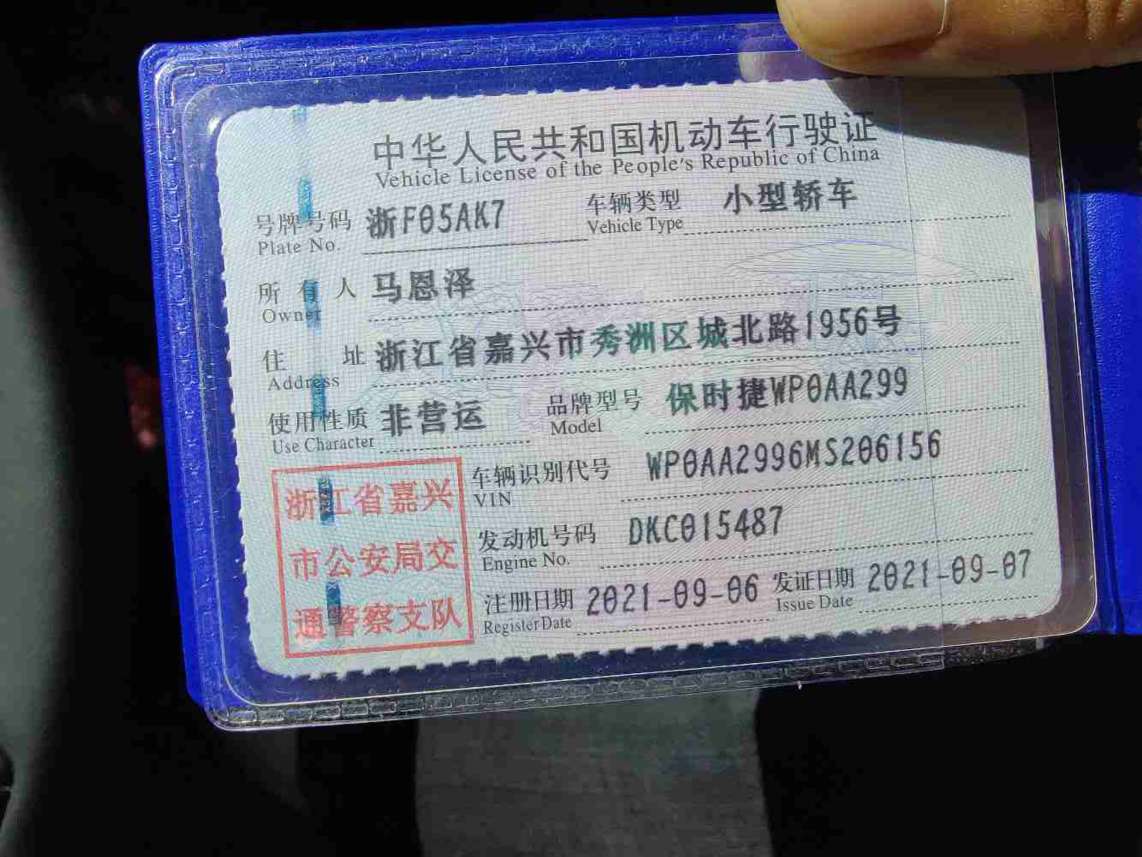 中华人民共和国机动车行驶证
Vehicle License of the People's Republic of China
号牌号码 浙F05AK7 车辆类型 小型轿车
Plate No. Vehicle Type
所有人 马恩泽
Owner
住址 浙江省嘉兴市秀洲区城北路1956号
Address
使用性质 非营运 品牌型号 保时捷WP0AA299
Use Character Model
浙江省嘉兴
市公安局交
通警察支队
车辆识别代号 WP0AA2996MS206156
VIN
发动机号码 DKC015487
Engine No.
注册日期 2021-09-06 发证日期 2021-09-07
Register Date Issue Date